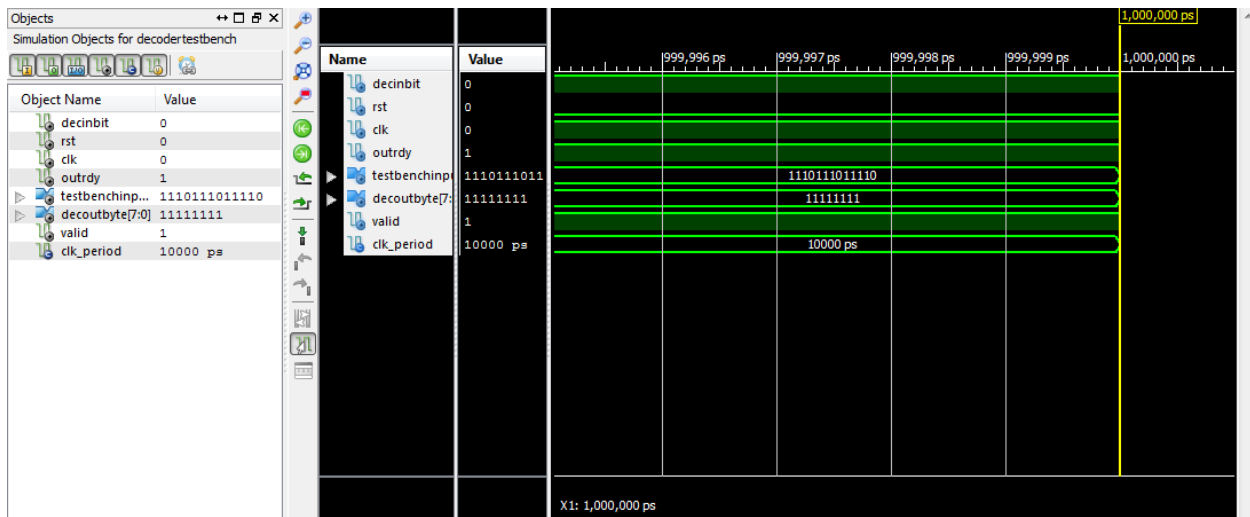 Objects
Simulation Objects for decodertestbench
Object Name Value
decinbit 0
rst 0
clk 0
outrdy 1
testbenchinp... 1110111011110
decoutbyte[7:0] 11111111
valid 1
clk_period 10000 ps
Name Value
decinbit 0
rst 0
clk 0
outrdy 1
testbenchinpu 1110111011
decoutbyte[7: 11111111
valid 1
clk_period 10000 ps
1,000,000 ps
999,996 ps 999,997 ps 999,998 ps 999,999 ps 1,000,000 ps
1110111011110
11111111
10000 ps
X1: 1,000,000 ps